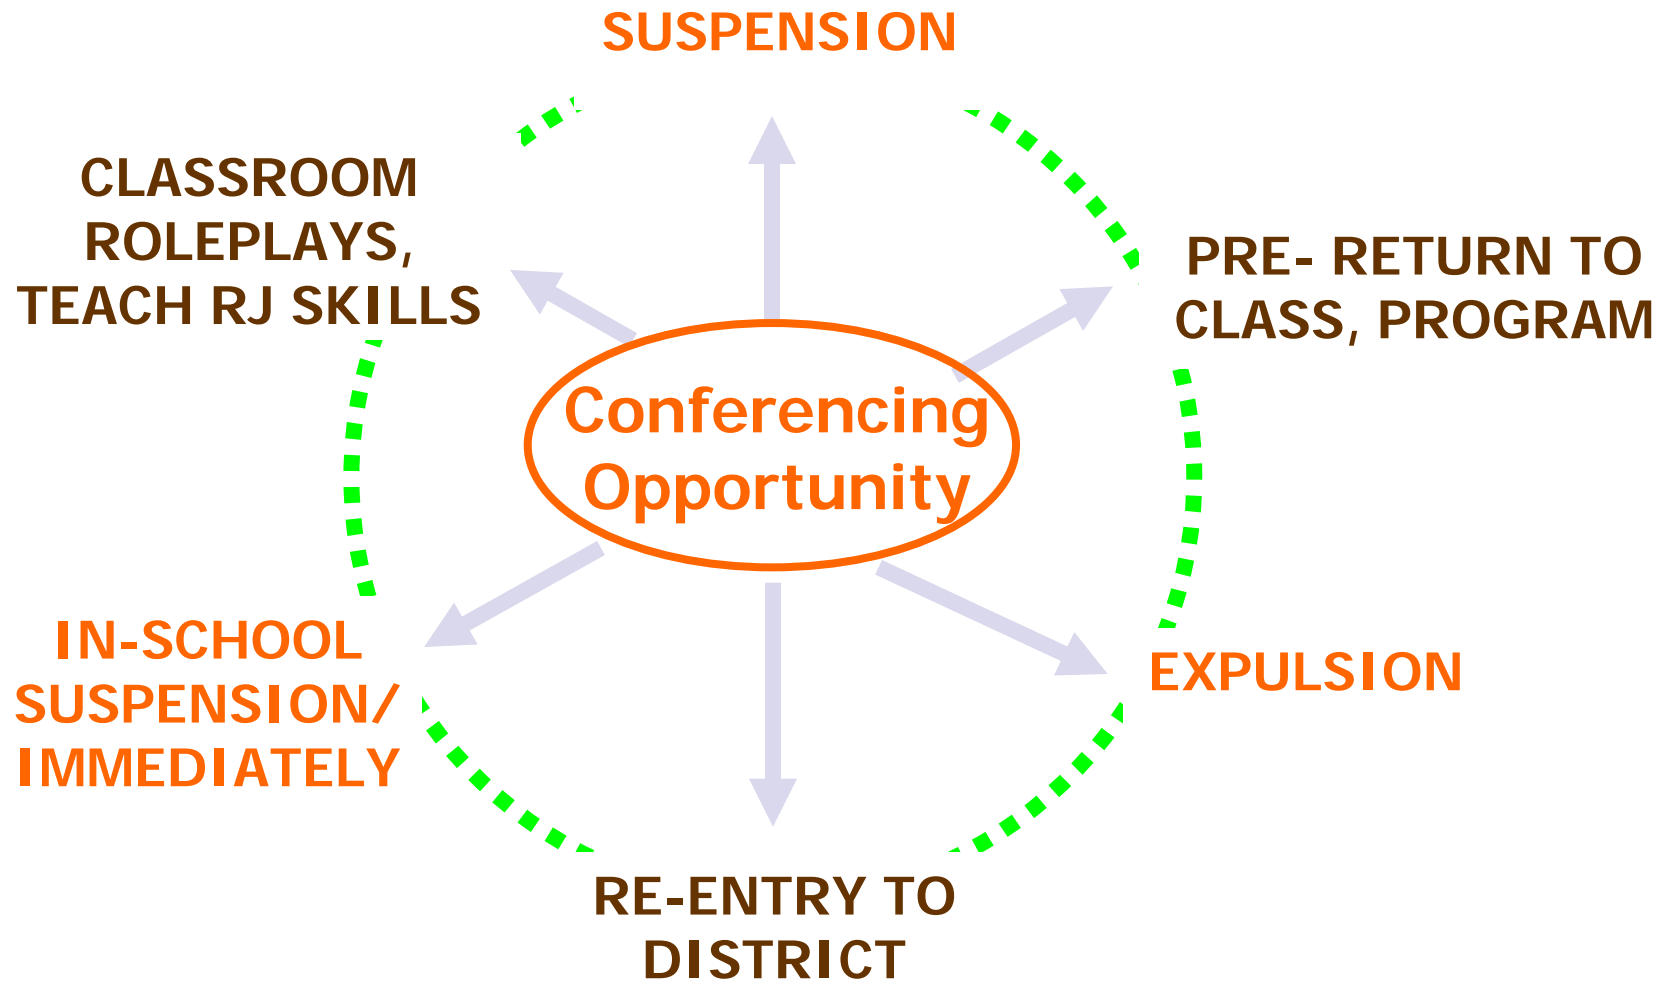 SUSPENSION
CLASSROOM
ROLEPLAYS,
TEACH RJ SKILLS
PRE- RETURN TO
CLASS, PROGRAM
Conferencing
Opportunity
IN-SCHOOL
SUSPENSION/
IMMEDIATELY
EXPULSION
RE-ENTRY TO
DISTRICT